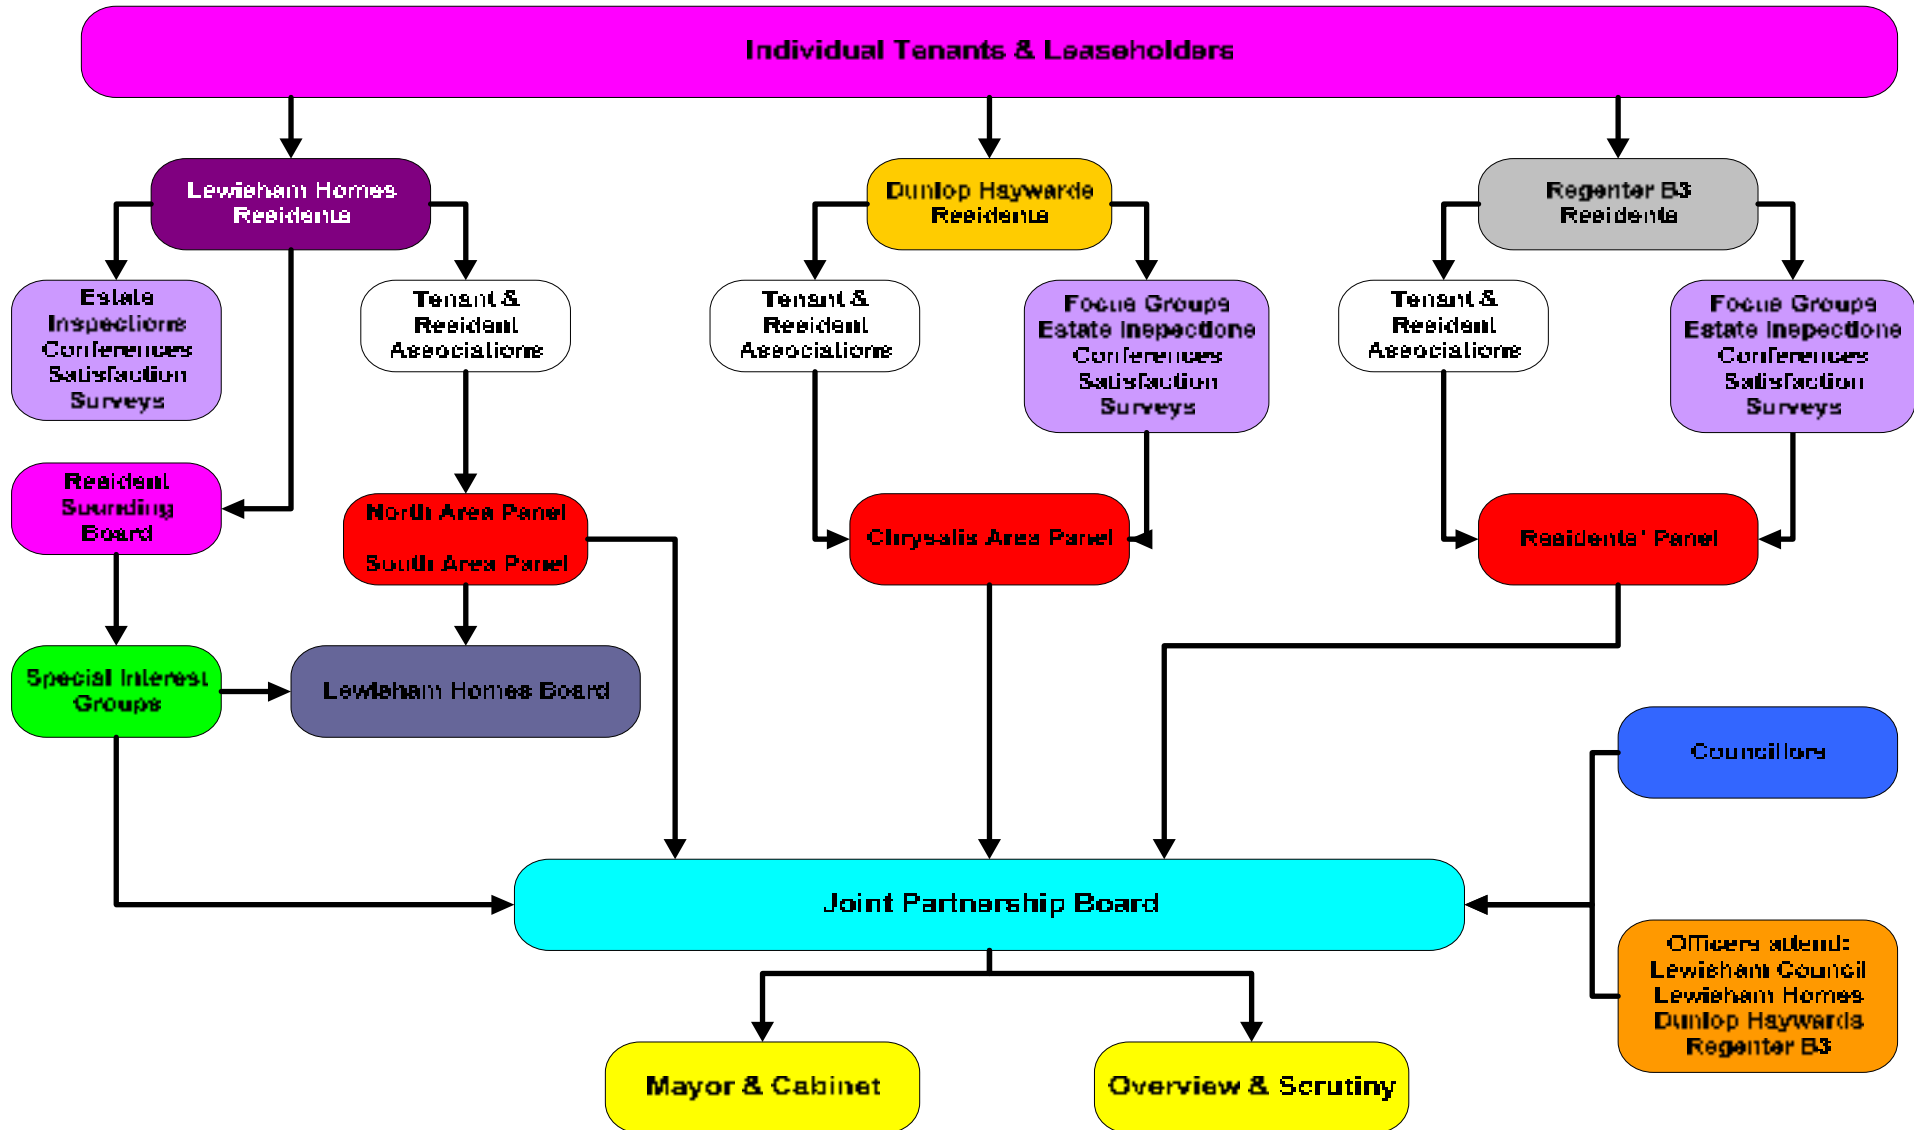 Individual Tenants & Leaseholders
Lewisham Homes
Residents
Dunlop Haywards
Residents
Regenter B3
Residents
Estate
Inspections
Conferences
Satisfaction
Surveys
Tenant &
Resident
Associations
Tenant &
Resident
Associations
Focus Groups
Estate Inspections
Conferences
Satisfaction
Surveys
Tenant &
Resident
Associations
Focus Groups
Estate Inspections
Conferences
Satisfaction
Surveys
Resident
Sounding
Board
North Area Panel
South Area Panel
Chrysalis Area Panel
Residents' Panel
Special Interest
Groups
Lewisham Homes Board
Councillors
Joint Partnership Board
Officers attend:
Lewisham Council
Lewisham Homes
Dunlop Haywards
Regenter B3
Mayor & Cabinet
Overview & Scrutiny